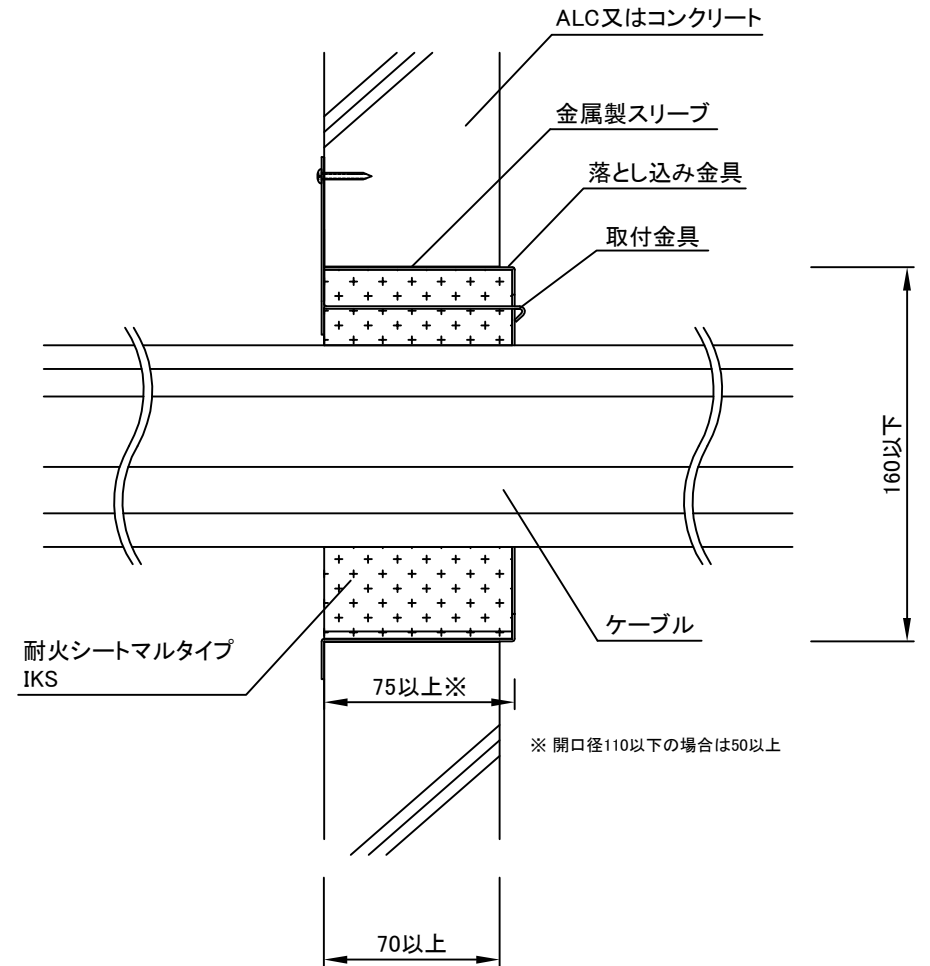 ALC又はコンクリート
金属製スリーブ
落とし込み金具
取付金具
160以下
ケーブル
耐火シートマルタイプ
IKS
75以上※
※ 開口径110以下の場合は50以上
70以上